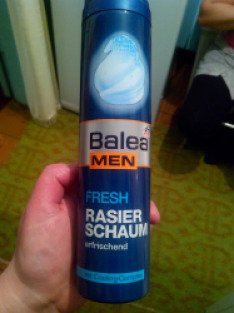 Balea
MEN
FRESH
RASIER
SCHAUM
erfrischend